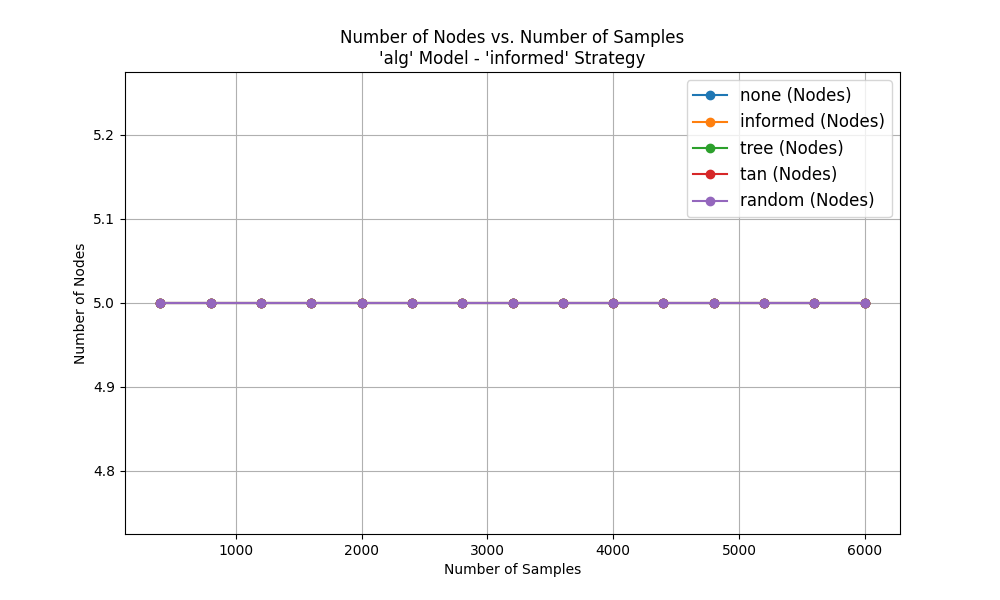 Number of Nodes vs. Number of Samples
'alg' Model - 'informed' Strategy
none (Nodes)
informed (Nodes)
tree (Nodes)
tan (Nodes)
random (Nodes)
5.2
5.1
5.0
4.9
4.8
Number of Nodes
1000
2000
3000
4000
5000
6000
Number of Samples